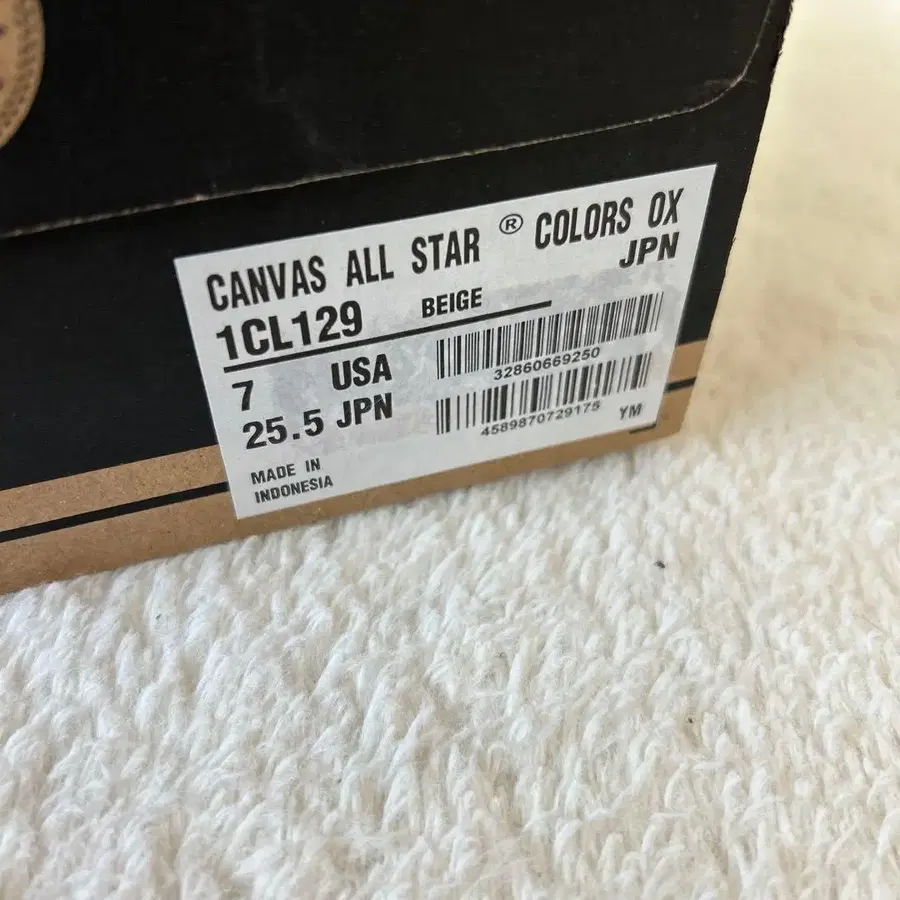 CANVAS ALL STAR ® COLORS OX
JPN
1CL129 BEIGE
7 USA
32860669250
25.5 JPN
4589870729175 YM
MADE IN
INDONESIA